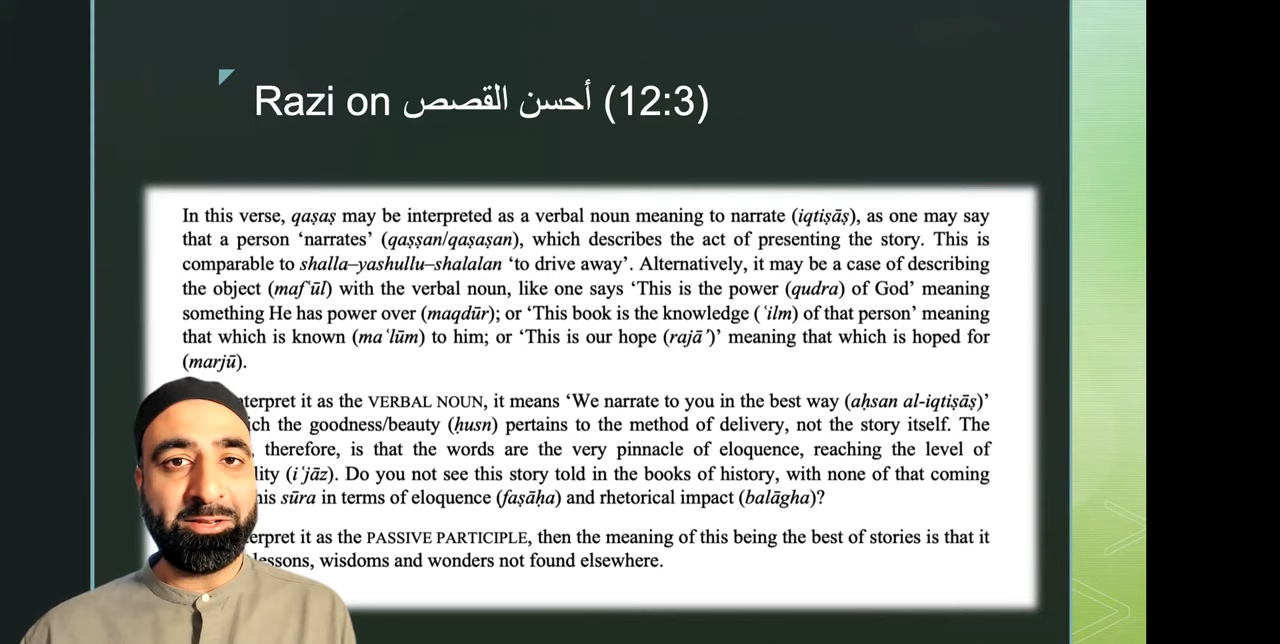 Razi on أحسن القصص (12:3)
In this verse, qaṣaṣ may be interpreted as a verbal noun meaning to narrate (iqtiṣāṣ), as one may say
that a person ‘narrates’ (qaṣṣan/qaṣaṣan), which describes the act of presenting the story. This is
comparable to shalla–yashullu–shalalan ‘to drive away’. Alternatively, it may be a case of describing
the object (mafʿūl) with the verbal noun, like one says ‘This is the power (qudra) of God’ meaning
something He has power over (maqdūr); or ‘This book is the knowledge (ʿilm) of that person’ meaning
that which is known (maʿlūm) to him; or ‘This is our hope (rajāʾ)’ meaning that which is hoped for
(marjū).
terpret it as the VERBAL NOUN, it means ‘We narrate to you in the best way (aḥsan al-iqtiṣāṣ)’
ich the goodness/beauty (ḥusn) pertains to the method of delivery, not the story itself. The
, therefore, is that the words are the very pinnacle of eloquence, reaching the level of
lity (iʿjāz). Do you not see this story told in the books of history, with none of that coming
his sūra in terms of eloquence (faṣāḥa) and rhetorical impact (balāgha)?
erpret it as the PASSIVE PARTICIPLE, then the meaning of this being the best of stories is that it
lessons, wisdoms and wonders not found elsewhere.